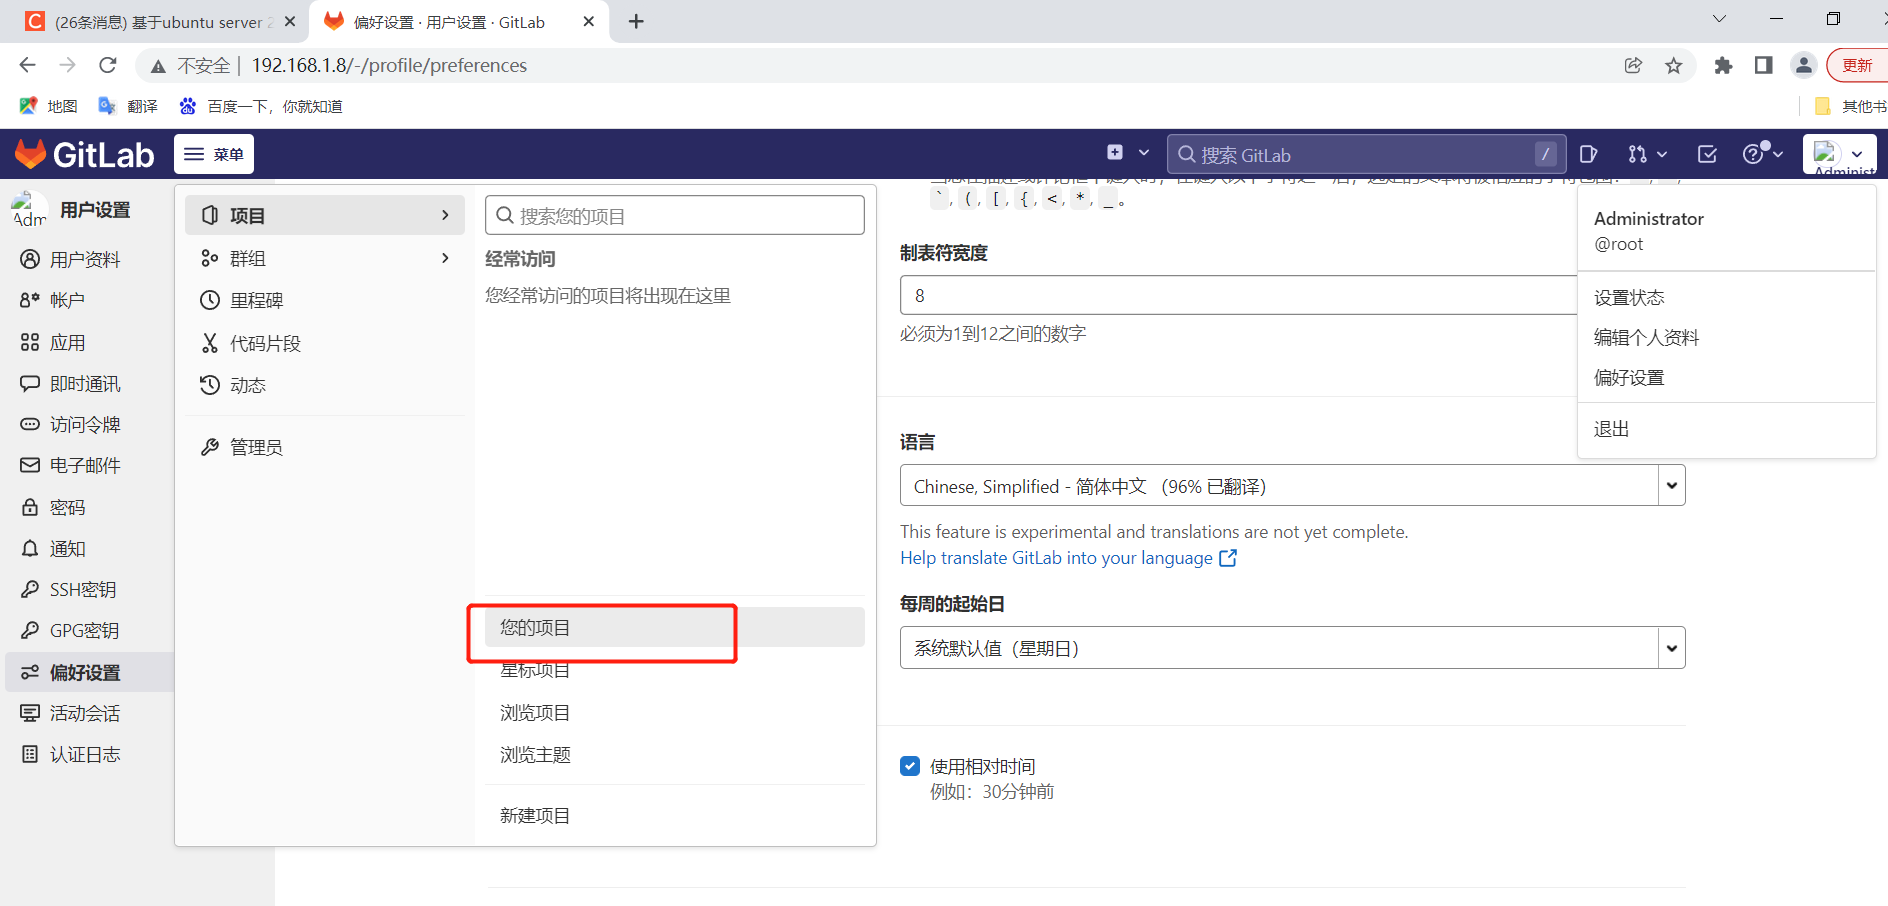 (26条消息) 基于ubuntu server 2
偏好设置 · 用户设置 · GitLab
不安全
192.168.1.8/-/profile/preferences
更新
地图
翻译
百度一下，你就知道
其他书
GitLab
菜单
搜索 GitLab
/
Administ
Adm
用户设置
用户资料
帐户
应用
即时通讯
访问令牌
电子邮件
密码
通知
SSH密钥
GPG密钥
偏好设置
活动会话
认证日志
项目
群组
里程碑
代码片段
动态
管理员
搜索您的项目
经常访问
您经常访问的项目将出现在这里
您的项目
星标项目
浏览项目
浏览主题
新建项目
`, (, [, {, <, *, _。
制表符宽度
8
必须为1到12之间的数字
语言
Chinese, Simplified - 简体中文 （96% 已翻译）
This feature is experimental and translations are not yet complete.
Help translate GitLab into your language
每周的起始日
系统默认值（星期日）
使用相对时间
例如：30分钟前
Administrator
@root
设置状态
编辑个人资料
偏好设置
退出